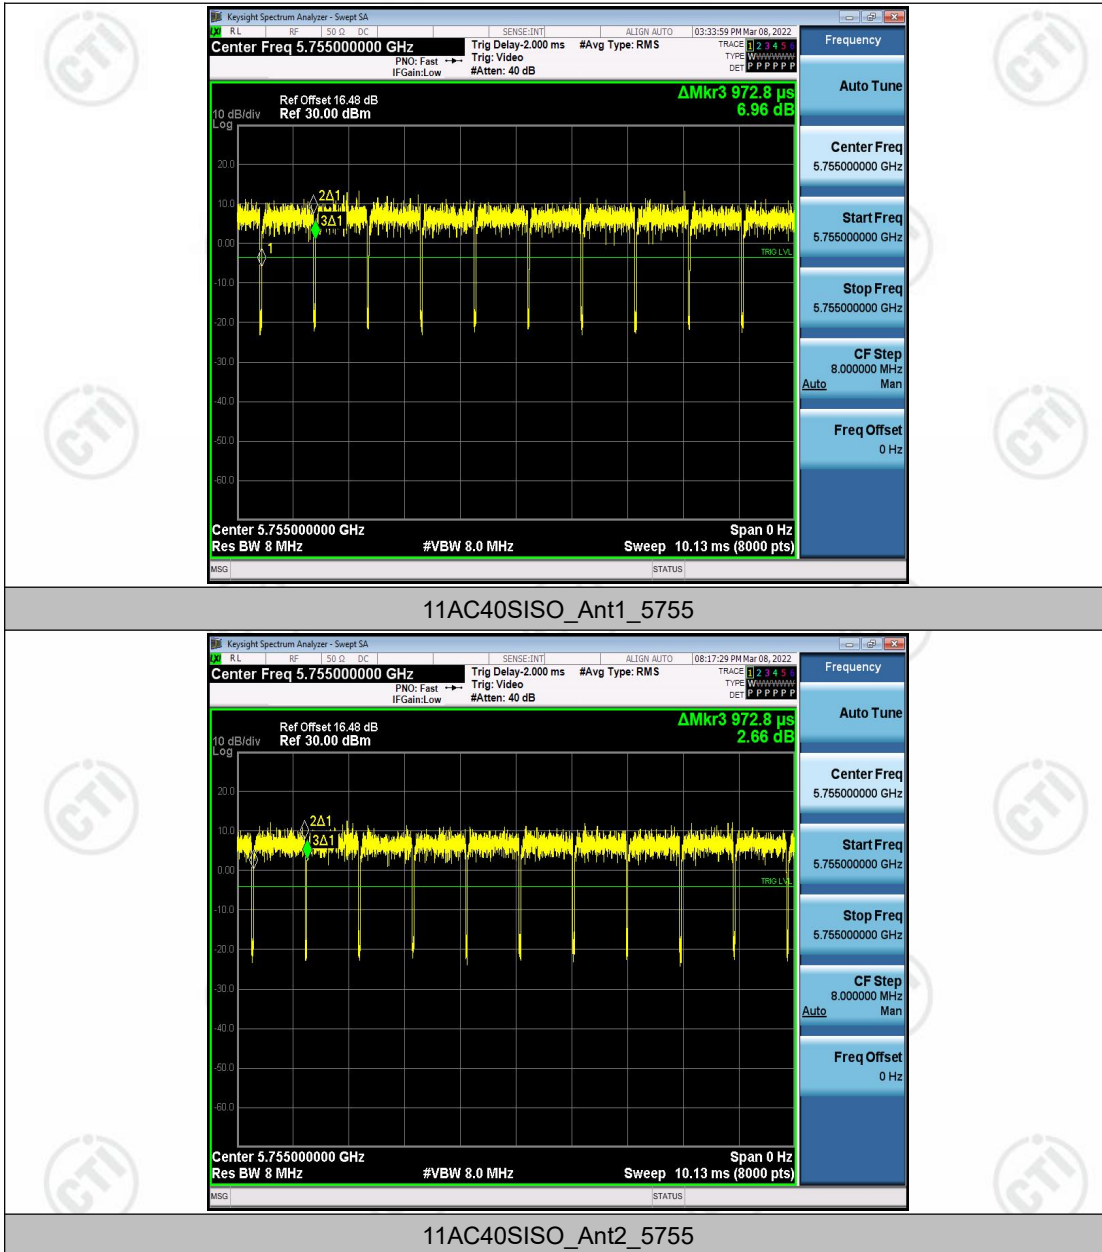 Keysight Spectrum Analyzer - Swept SA
LXI RL RF 50 Ω DC SENSE:INT ALIGN AUTO 03:33:59 PM Mar 08, 2022
Center Freq 5.755000000 GHz
PNO: Fast
IFGain:Low
Trig Delay-2.000 ms
Trig: Video
#Atten: 40 dB
#Avg Type: RMS
TRACE 1 2 3 4 5 6
TYPE WWWWWW
DET P P P P P P
Frequency
ΔMkr3 972.8 µs
6.96 dB
10 dB/div
Log
Ref Offset 16.48 dB
Ref 30.00 dBm
20.0
10.0
0.00
-10.0
-20.0
-30.0
-40.0
-50.0
-60.0
2Δ1
3Δ1
1
TRIG LVL
Center 5.755000000 GHz
Res BW 8 MHz
#VBW 8.0 MHz
Span 0 Hz
Sweep 10.13 ms (8000 pts)
MSG
STATUS
Auto Tune
Center Freq
5.755000000 GHz
Start Freq
5.755000000 GHz
Stop Freq
5.755000000 GHz
CF Step
8.000000 MHz
Auto Man
Freq Offset
0 Hz
11AC40SISO_Ant1_5755
Keysight Spectrum Analyzer - Swept SA
LXI RL RF 50 Ω DC SENSE:INT ALIGN AUTO 08:17:29 PM Mar 08, 2022
Center Freq 5.755000000 GHz
PNO: Fast
IFGain:Low
Trig Delay-2.000 ms
Trig: Video
#Atten: 40 dB
#Avg Type: RMS
TRACE 1 2 3 4 5 6
TYPE WWWWWW
DET P P P P P P
Frequency
ΔMkr3 972.8 µs
2.66 dB
10 dB/div
Log
Ref Offset 16.48 dB
Ref 30.00 dBm
20.0
10.0
0.00
-10.0
-20.0
-30.0
-40.0
-50.0
-60.0
2Δ1
3Δ1
TRIG LVL
Center 5.755000000 GHz
Res BW 8 MHz
#VBW 8.0 MHz
Span 0 Hz
Sweep 10.13 ms (8000 pts)
MSG
STATUS
Auto Tune
Center Freq
5.755000000 GHz
Start Freq
5.755000000 GHz
Stop Freq
5.755000000 GHz
CF Step
8.000000 MHz
Auto Man
Freq Offset
0 Hz
11AC40SISO_Ant2_5755
CTI
CTI
CTI
CTI
CTI
CTI
CTI
CTI